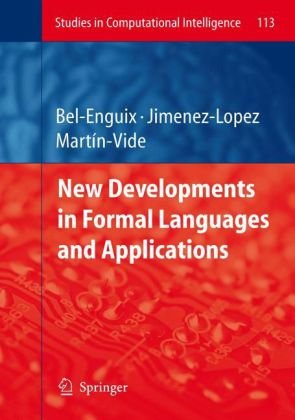 Studies in Computational Intelligence 113
Bel-Enguix · Jimenez-Lopez
Martín-Vide
New Developments
in Formal Languages
and Applications
Springer